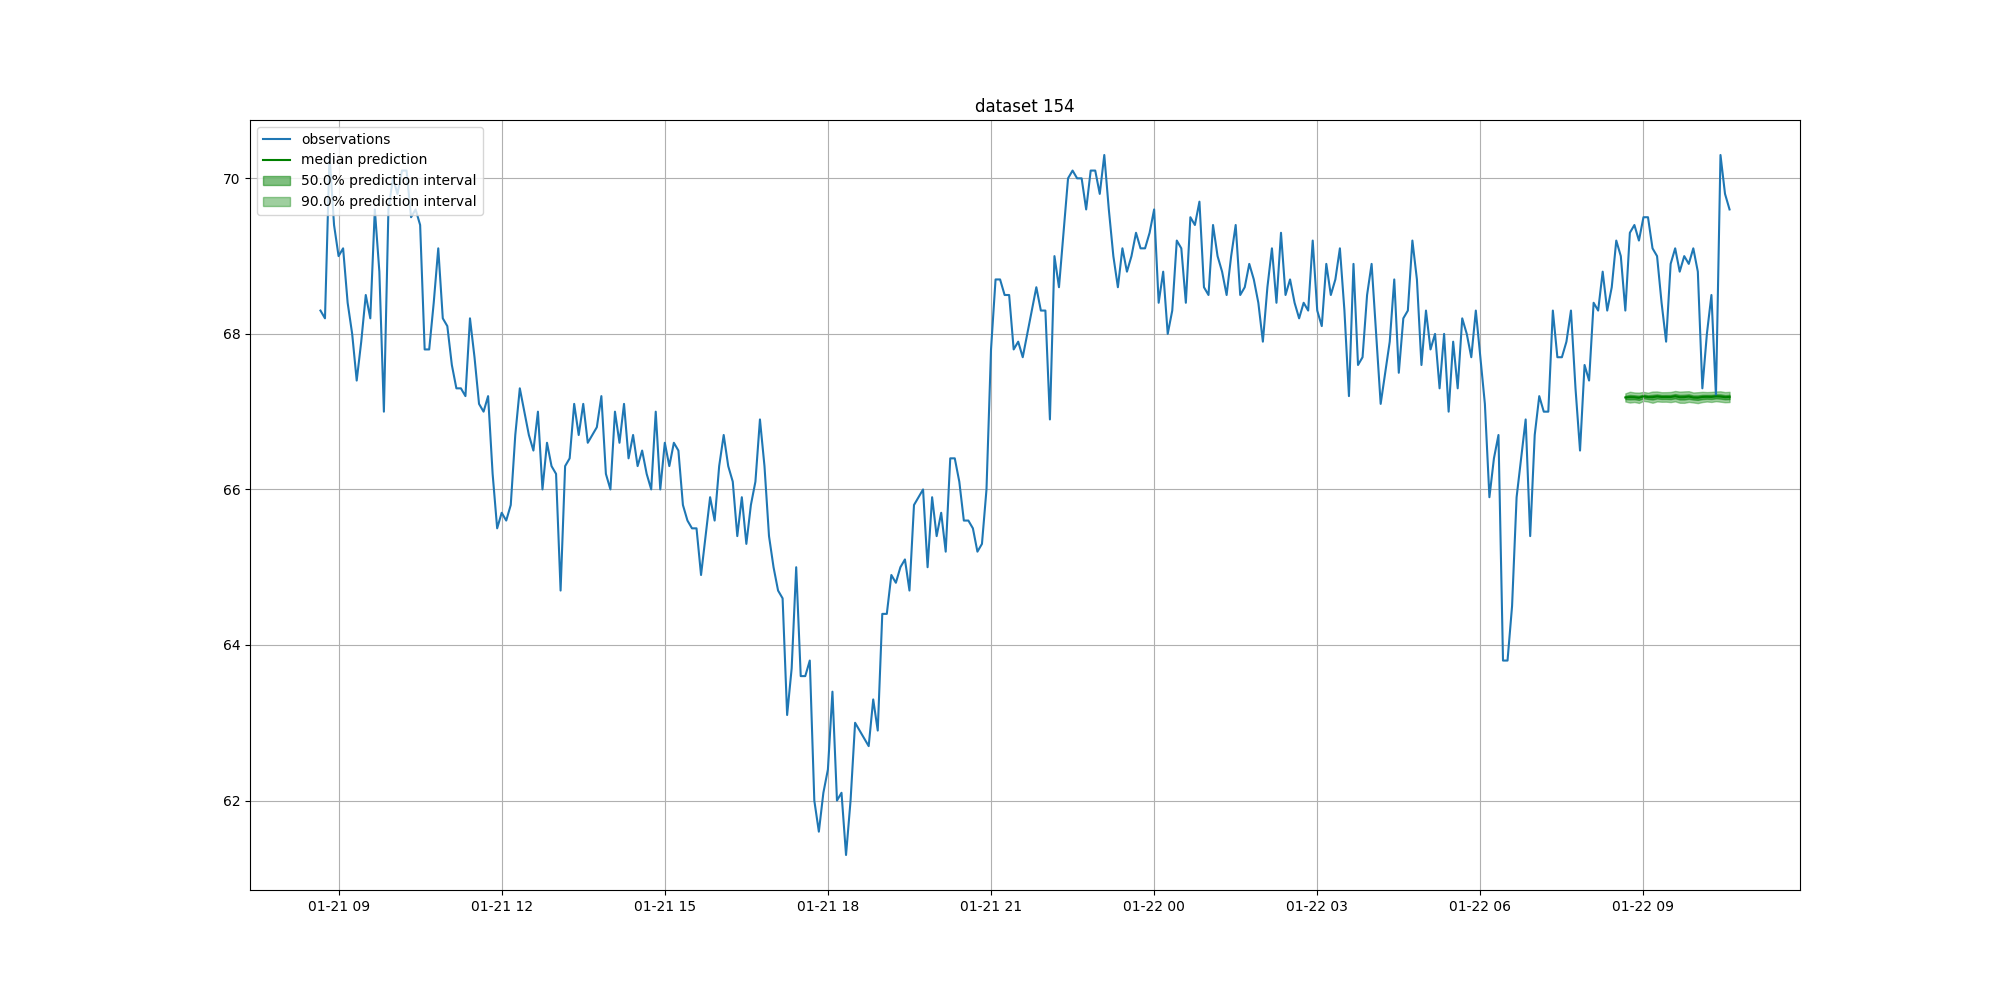 dataset 154
observations
median prediction
50.0% prediction interval
90.0% prediction interval
70
68
66
64
62
01-21 09
01-21 12
01-21 15
01-21 18
01-21 21
01-22 00
01-22 03
01-22 06
01-22 09